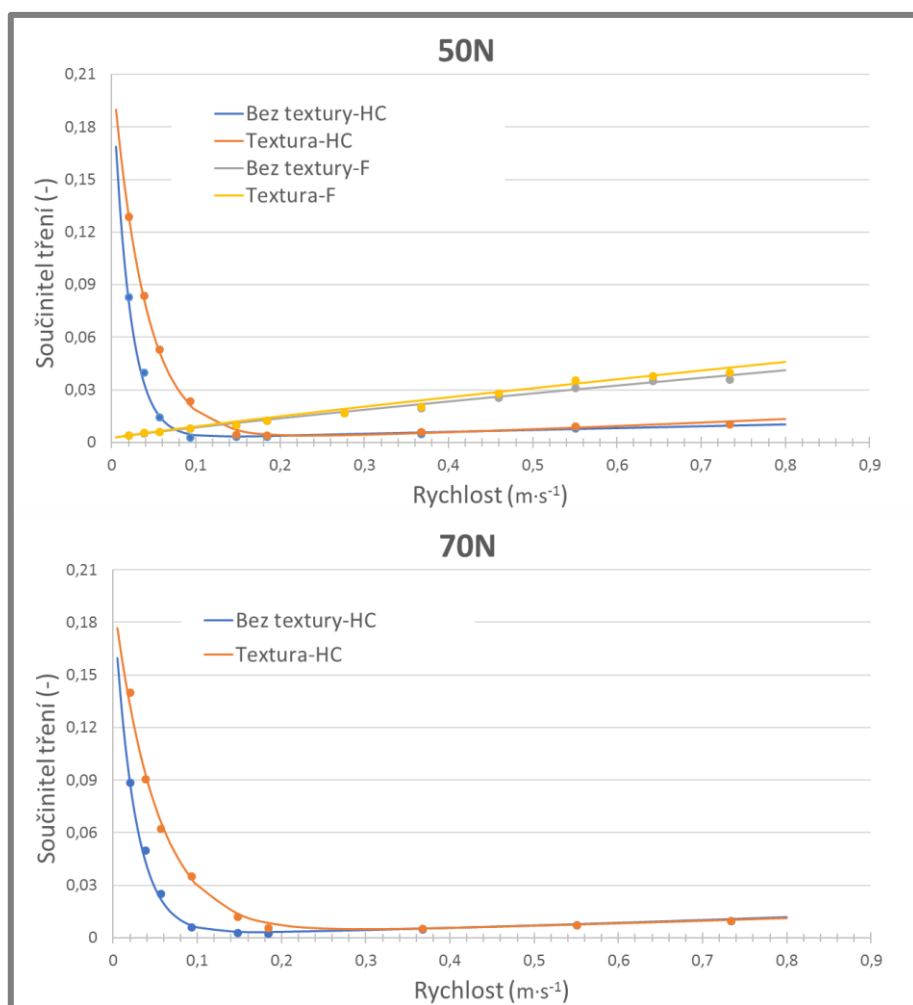 50N
0,21
0,18
0,15
0,12
0,09
0,06
0,03
0
Součinitel tření (-)
Bez textury-HC
Textura-HC
Bez textury-F
Textura-F
0 0,1 0,2 0,3 0,4 0,5 0,6 0,7 0,8 0,9
Rychlost (m·s⁻¹)
70N
0,21
0,18
0,15
0,12
0,09
0,06
0,03
0
Součinitel tření (-)
Bez textury-HC
Textura-HC
0 0,1 0,2 0,3 0,4 0,5 0,6 0,7 0,8 0,9
Rychlost (m·s⁻¹)